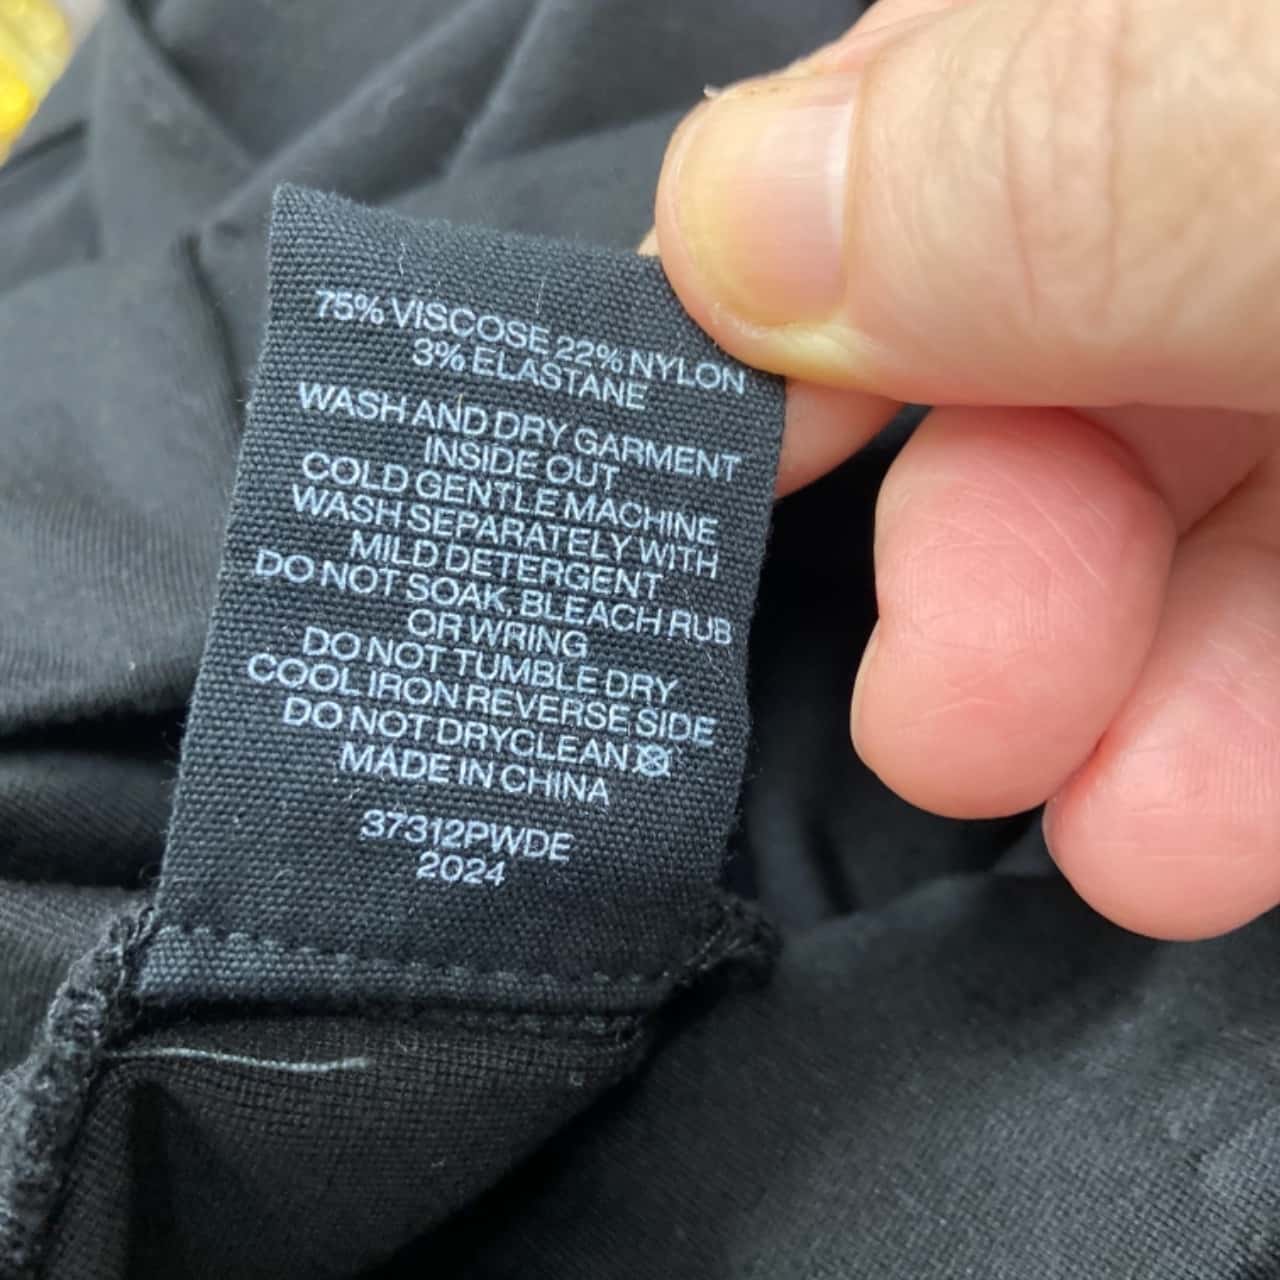 75% VISCOSE 22% NYLON
3% ELASTANE
WASH AND DRY GARMENT
INSIDE OUT
COLD GENTLE MACHINE
WASH SEPARATELY WITH
MILD DETERGENT
DO NOT SOAK, BLEACH RUB
OR WRING
DO NOT TUMBLE DRY
COOL IRON REVERSE SIDE
DO NOT DRYCLEAN
MADE IN CHINA
37312PWDE
2024